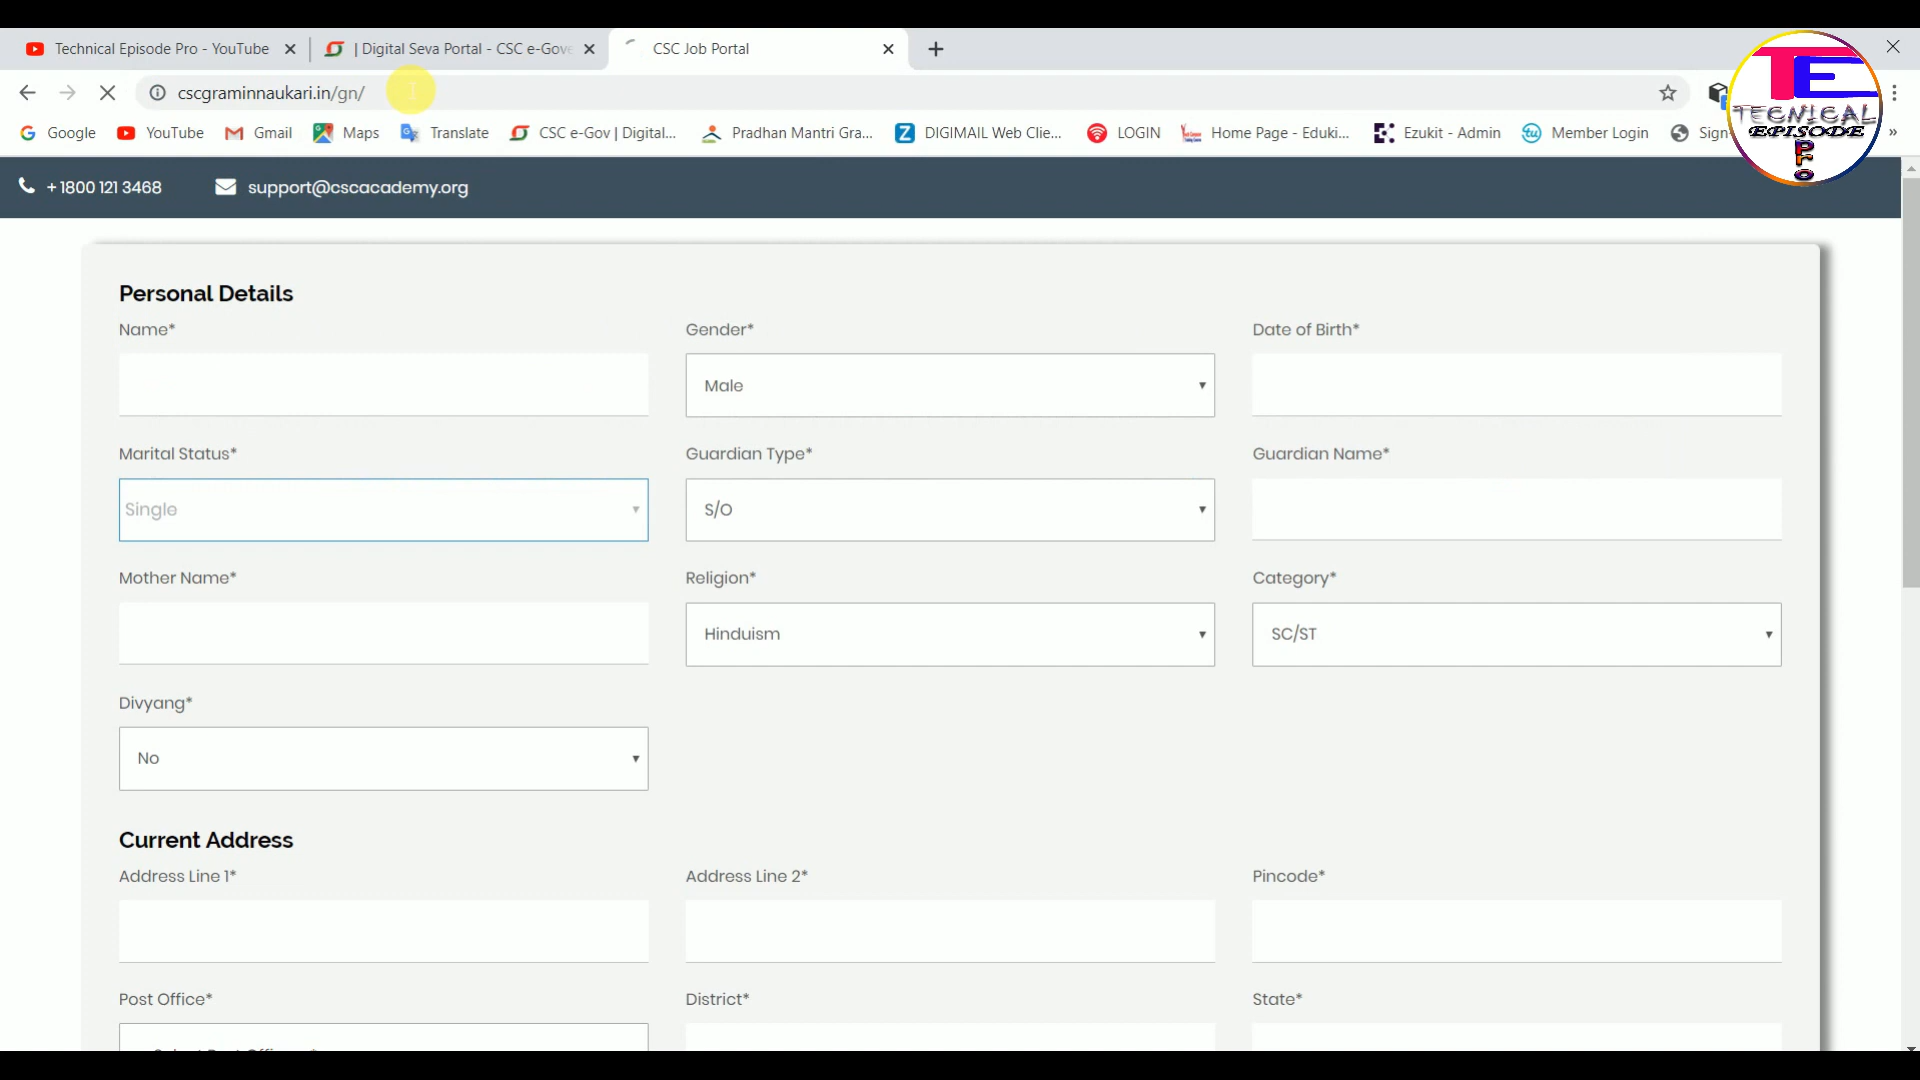 Technical Episode Pro - YouTube
| Digital Seva Portal - CSC e-Gove
CSC Job Portal
cscgraminnaukari.in/gn/
Google
YouTube
Gmail
Maps
Translate
CSC e-Gov | Digital...
Pradhan Mantri Gra...
DIGIMAIL Web Clie...
LOGIN
Home Page - Eduki...
Ezukit - Admin
Member Login
Sign
TE
TECNICAL
EPISODE
Pro
+ 1800 121 3468
support@cscacademy.org
Personal Details
Name*
Gender*
Date of Birth*
Male
Marital Status*
Guardian Type*
Guardian Name*
Single
S/O
Mother Name*
Religion*
Category*
Hinduism
SC/ST
Divyang*
No
Current Address
Address Line 1*
Address Line 2*
Pincode*
Post Office*
District*
State*